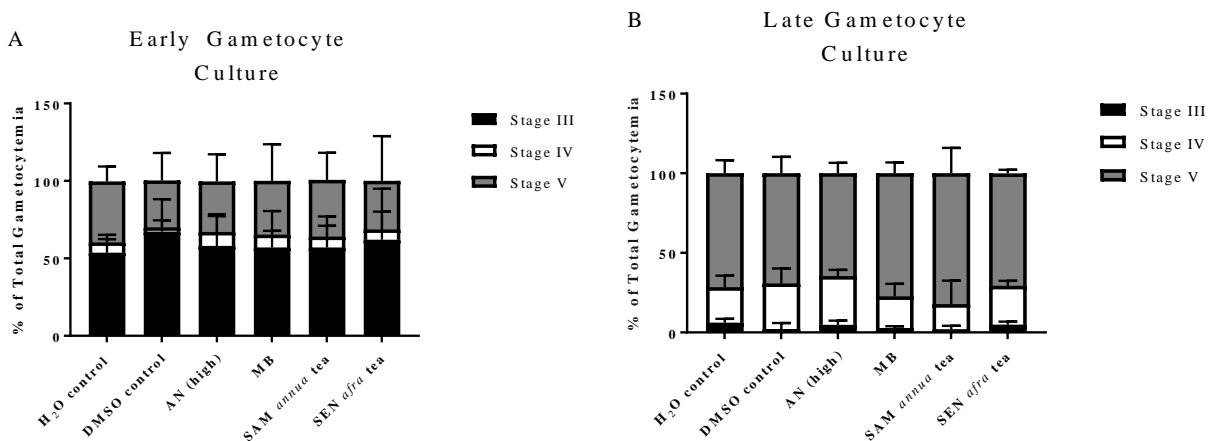 A
Early Gametocyte
Culture
% of Total Gametocytemia
150
100
50
0
H₂O control
DMSO control
AN (high)
MB
SAM annua tea
SEN afra tea
Stage III
Stage IV
Stage V
B
Late Gametocyte
Culture
% of Total Gametocytemia
150
100
50
0
H₂O control
DMSO control
AN (high)
MB
SAM annua tea
SEN afra tea
Stage III
Stage IV
Stage V